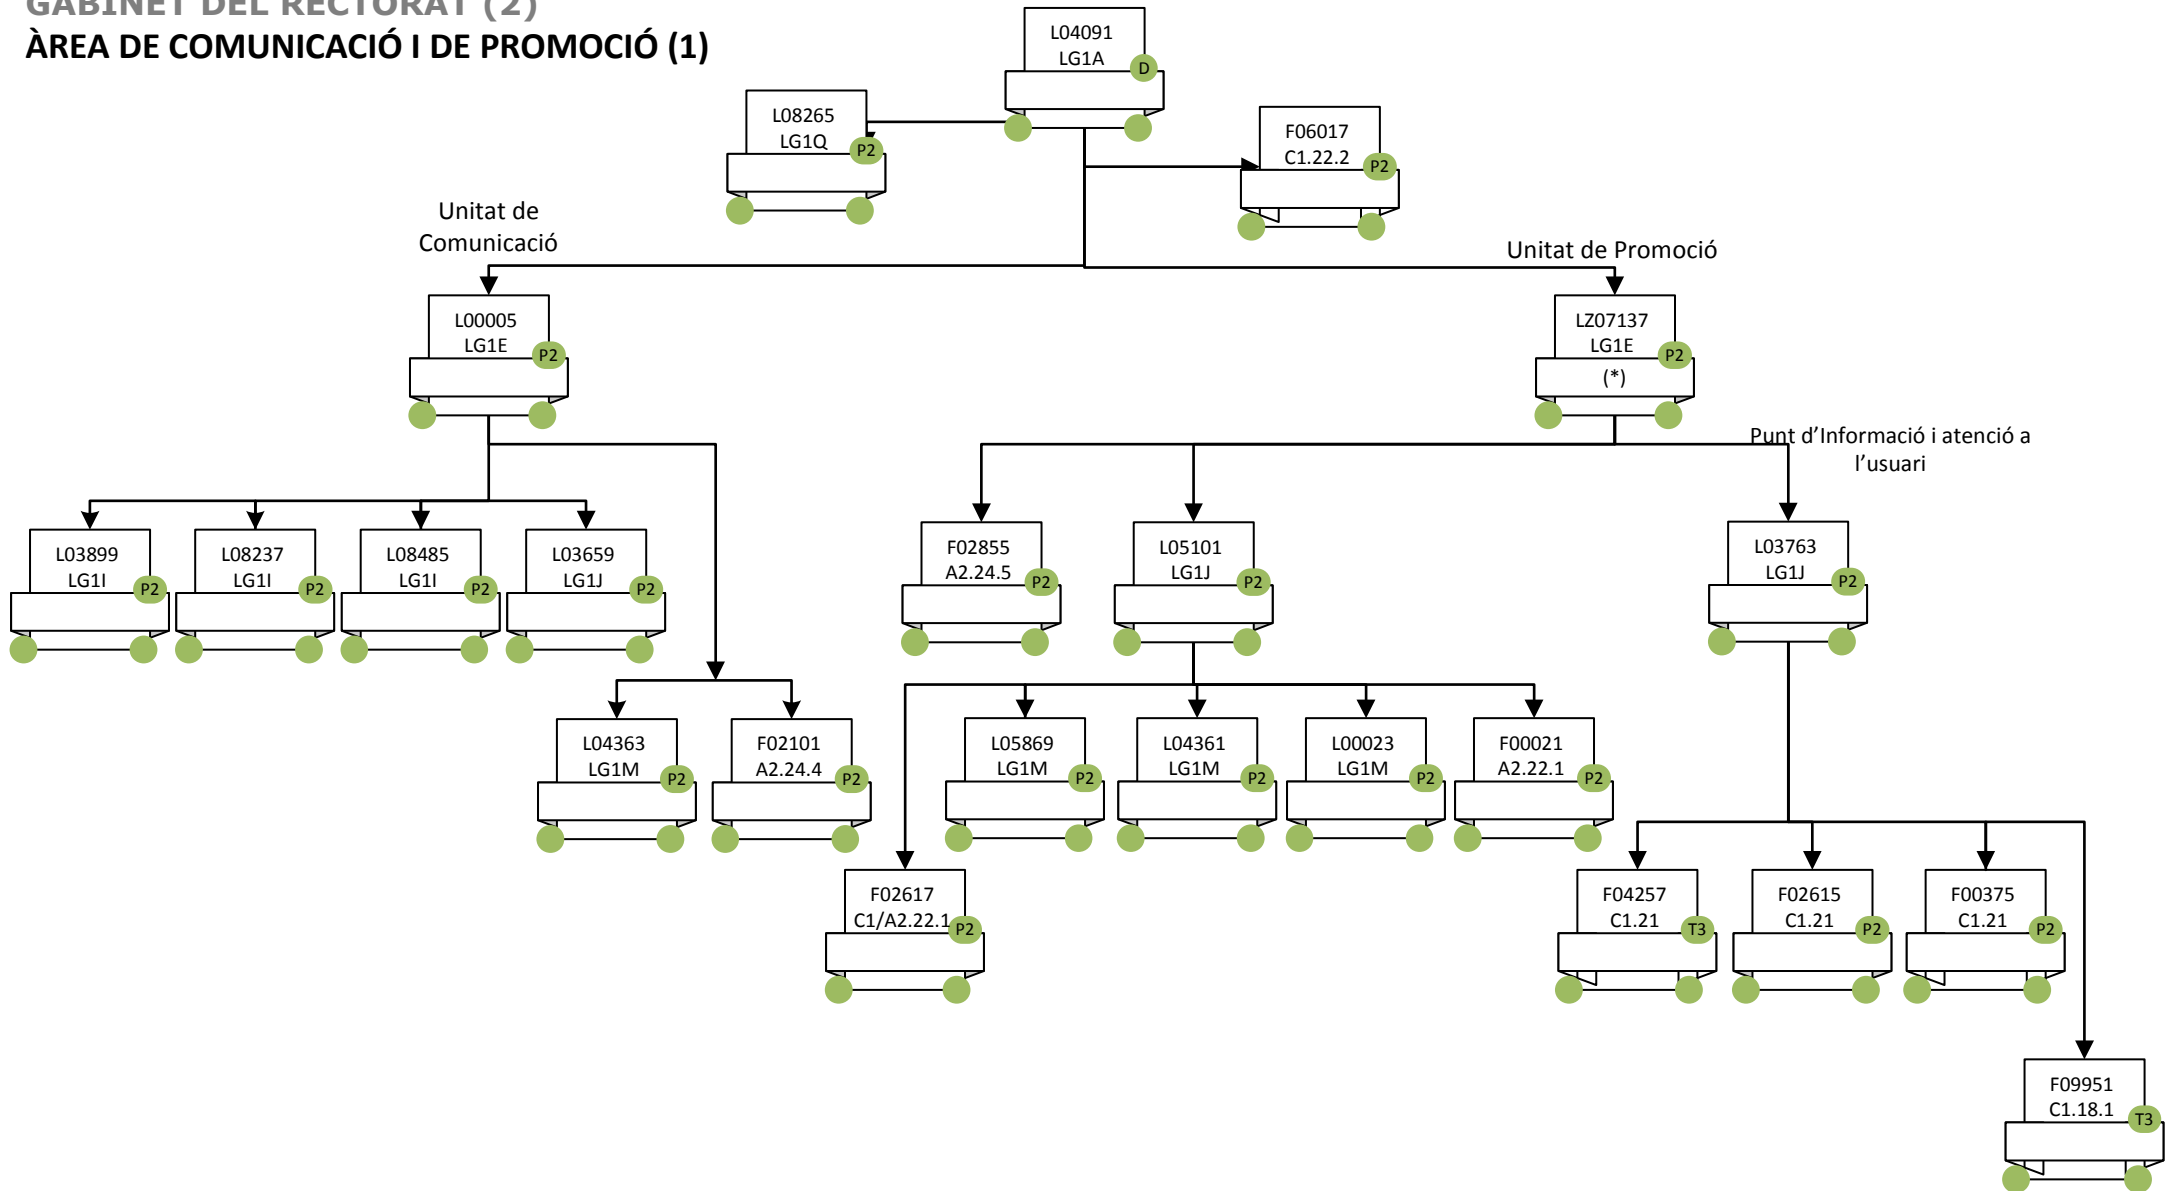 GABINET DEL RECTORAT (2)
ÀREA DE COMUNICACIÓ I DE PROMOCIÓ (1)
L04091
LG1A
D
L08265
LG1Q
P2
F06017
C1.22.2
P2
Unitat de
Comunicació
Unitat de Promoció
L00005
LG1E
P2
LZ07137
LG1E
P2
(*)
Punt d’Informació i atenció a
l’usuari
L03899
LG1I
P2
L08237
LG1I
P2
L08485
LG1I
P2
L03659
LG1J
P2
F02855
A2.24.5
P2
L05101
LG1J
P2
L03763
LG1J
P2
L04363
LG1M
P2
F02101
A2.24.4
P2
L05869
LG1M
P2
L04361
LG1M
P2
L00023
LG1M
P2
F00021
A2.22.1
P2
F02617
C1/A2.22.1
P2
F04257
C1.21
T3
F02615
C1.21
P2
F00375
C1.21
P2
F09951
C1.18.1
T3